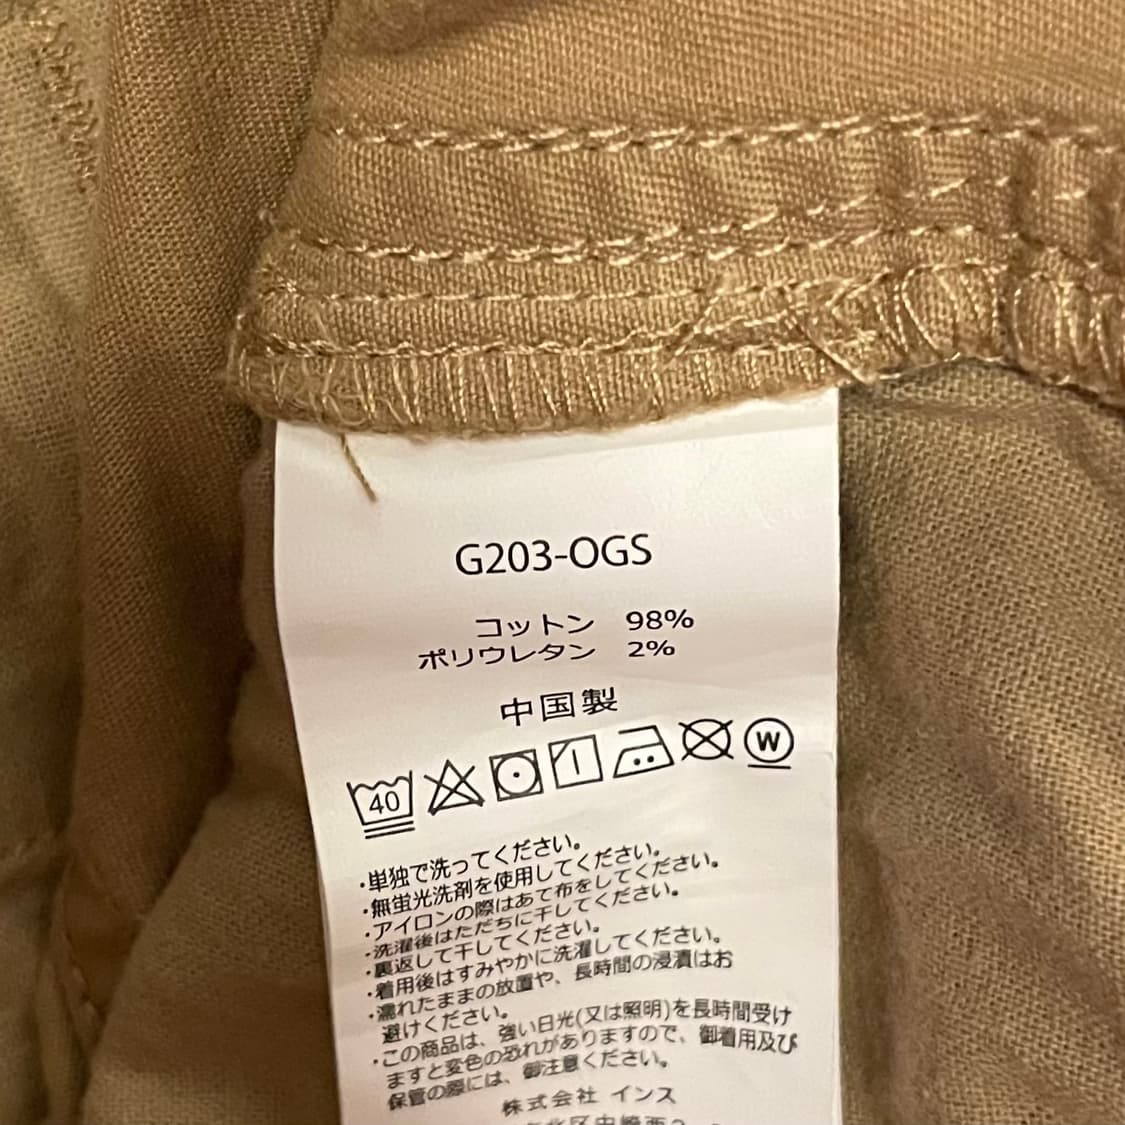 G203-OGS
コットン 98%
ポリウレタン 2%
中国製
40
W
・単独で洗ってください。
・無蛍光洗剤を使用してください。
・アイロンの際はあて布をしてください。
・洗濯後はただちに干してください。
・裏返して干してください。
・着用後はすみやかに洗濯してください。
・濡れたままの放置や、長時間の浸漬はお
避けください。
・この商品は、強い日光(又は照明)を長時間受け
ますと変色の恐れがありますので、御着用及び
保管の際には、御注意ください。
株式会社 インス